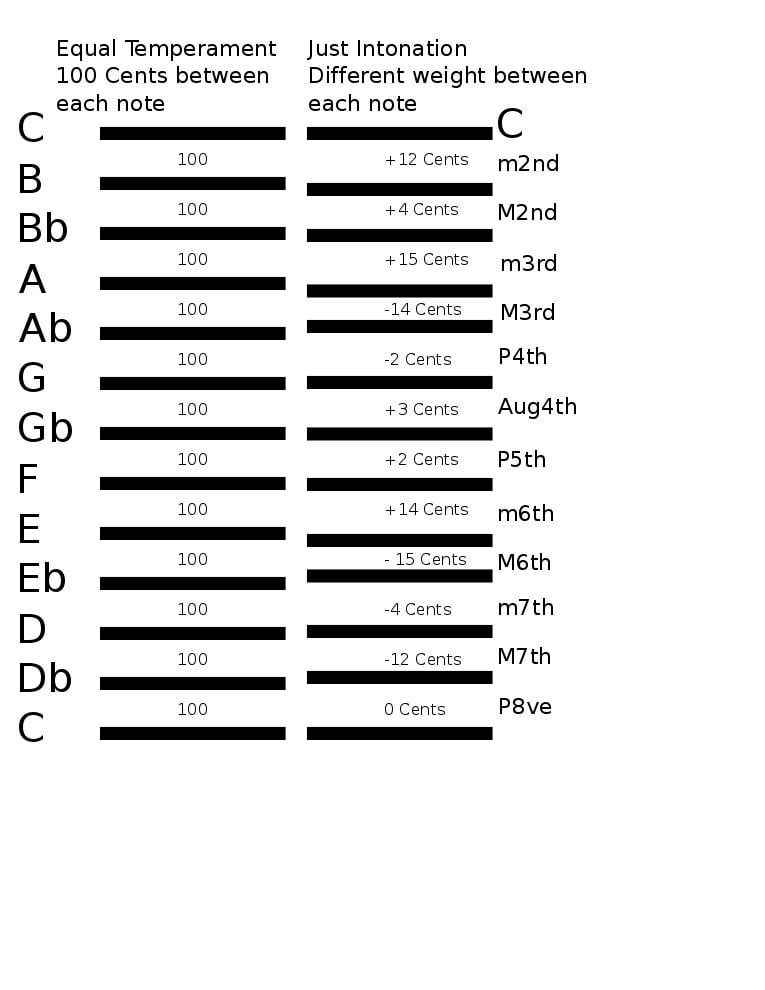 Equal Temperament
100 Cents between
each note
Just Intonation
Different weight between
each note
C
C
100
+12 Cents
m2nd
B
100
+4 Cents
M2nd
Bb
100
+15 Cents
m3rd
A
100
-14 Cents
M3rd
Ab
100
-2 Cents
P4th
G
100
+3 Cents
Aug4th
Gb
100
+2 Cents
P5th
F
100
+14 Cents
m6th
E
100
- 15 Cents
M6th
Eb
100
-4 Cents
m7th
D
100
-12 Cents
M7th
Db
100
0 Cents
P8ve
C